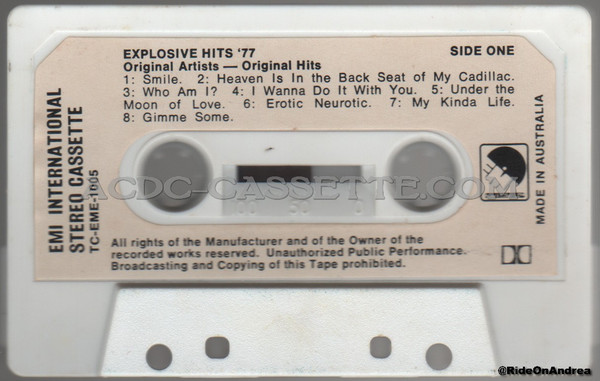 EXPLOSIVE HITS '77
SIDE ONE
Original Artists — Original Hits
1: Smile. 2: Heaven Is In the Back Seat of My Cadillac.
3: Who Am I? 4: I Wanna Do It With You. 5: Under the
Moon of Love. 6: Erotic Neurotic. 7: My Kinda Life.
8: Gimme Some.
EMI INTERNATIONAL
STEREO CASSETTE
TC-EME-1005
ACDC-CASSETTE.COM
MADE IN AUSTRALIA
All rights of the Manufacturer and of the Owner of the
recorded works reserved. Unauthorized Public Performance.
Broadcasting and Copying of this Tape prohibited.
@RideOnAndrea